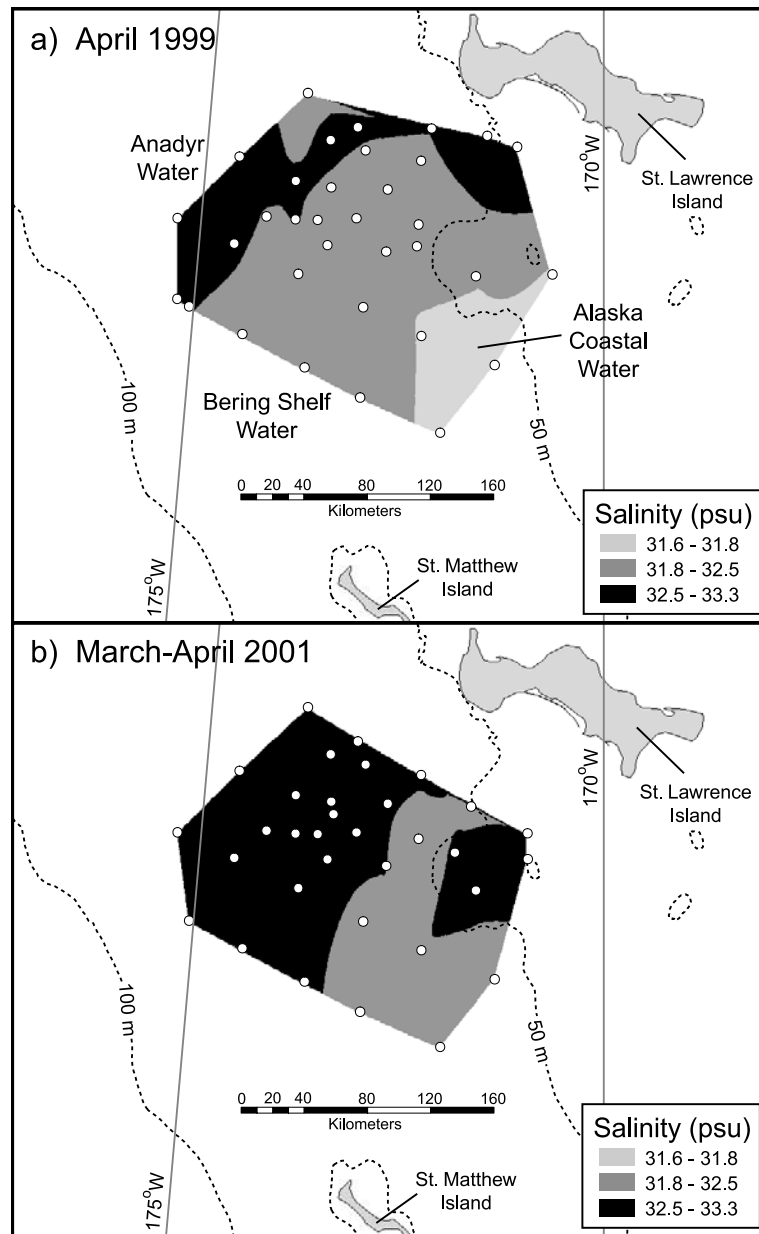 a) April 1999
Anadyr
Water
170°W
St. Lawrence
Island
Alaska
Coastal
Water
Bering Shelf
Water
100 m
50 m
0 20 40 80 120 160
Kilometers
175°W
St. Matthew
Island
Salinity (psu)
31.6 - 31.8
31.8 - 32.5
32.5 - 33.3
b) March-April 2001
170°W
St. Lawrence
Island
100 m
50 m
0 20 40 80 120 160
Kilometers
175°W
St. Matthew
Island
Salinity (psu)
31.6 - 31.8
31.8 - 32.5
32.5 - 33.3